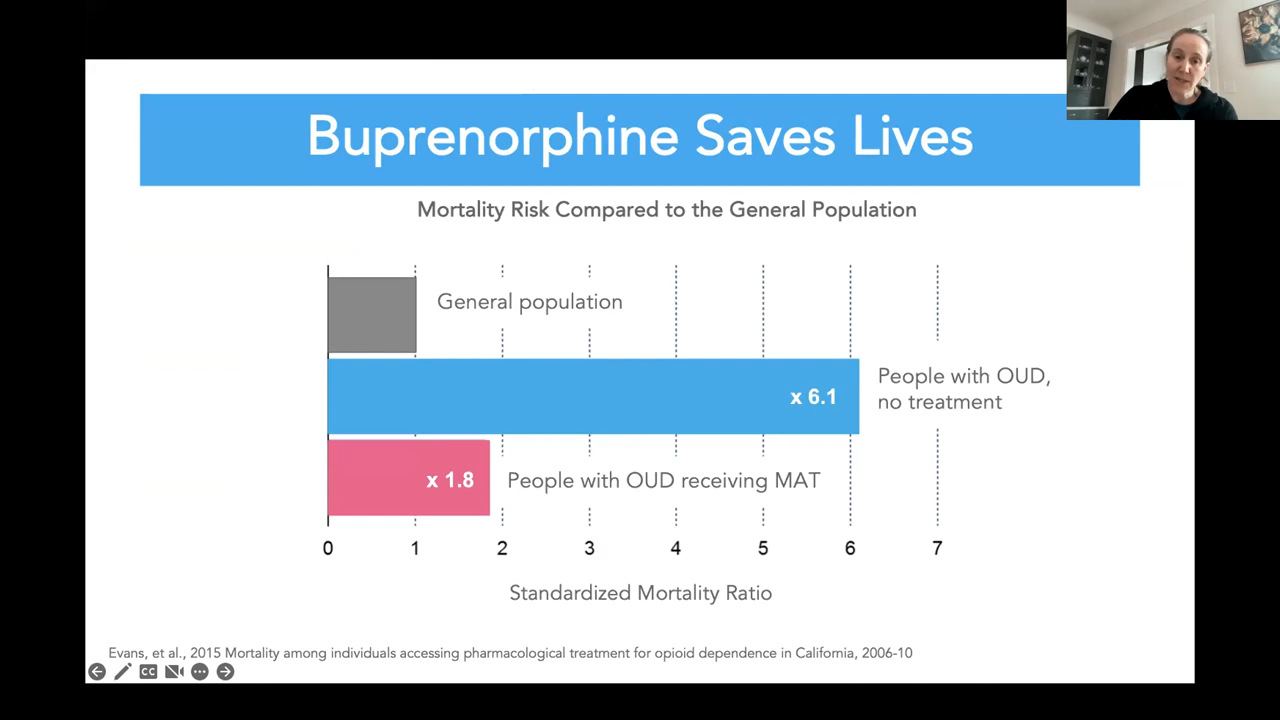 Buprenorphine Saves Lives
Mortality Risk Compared to the General Population
General population
x 6.1
People with OUD,
no treatment
x 1.8
People with OUD receiving MAT
0 1 2 3 4 5 6 7
Standardized Mortality Ratio
Evans, et al., 2015 Mortality among individuals accessing pharmacological treatment for opioid dependence in California, 2006-10
CC